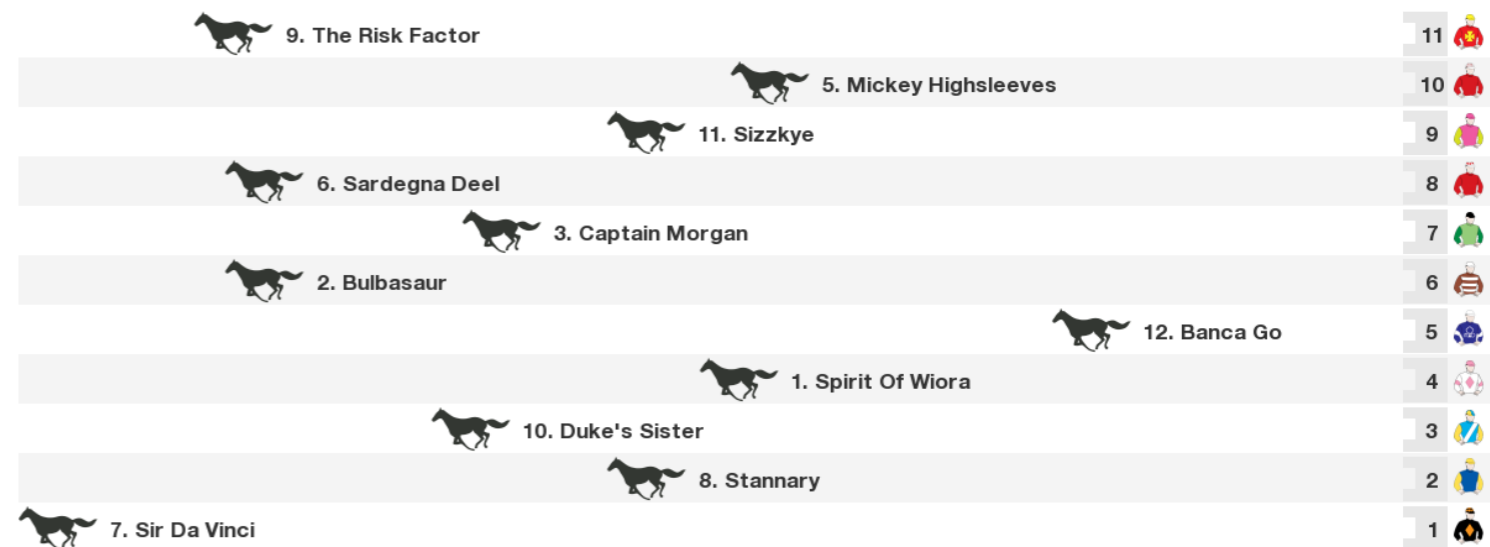 9. The Risk Factor 11
5. Mickey Highsleeves 10
11. Sizzkye 9
6. Sardegna Deel 8
3. Captain Morgan 7
2. Bulbasaur 6
12. Banca Go 5
1. Spirit Of Wiora 4
10. Duke's Sister 3
8. Stannary 2
7. Sir Da Vinci 1